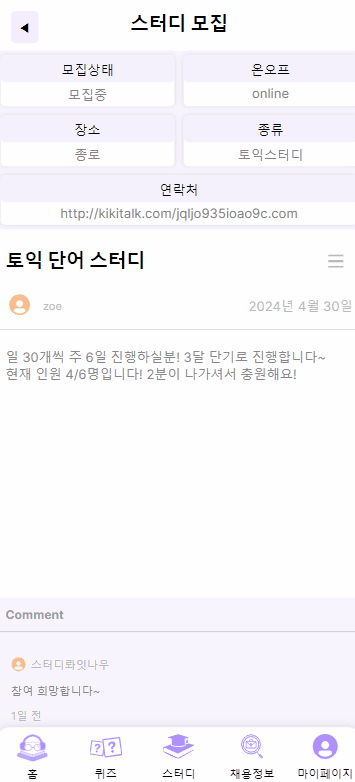 스터디 모집
모집상태
온오프
모집중
online
장소
종류
종로
토익스터디
연락처
http://kikitalk.com/jqljo935ioao9c.com
토익 단어 스터디
zoe
2024년 4월 30일
일 30개씩 주 6일 진행하실분! 3달 단기로 진행합니다~
현재 인원 4/6명입니다! 2분이 나가셔서 충원해요!
Comment
스터디롸잇나우
참여 희망합니다~
1일 전
홈
퀴즈
스터디
채용정보
마이페이지